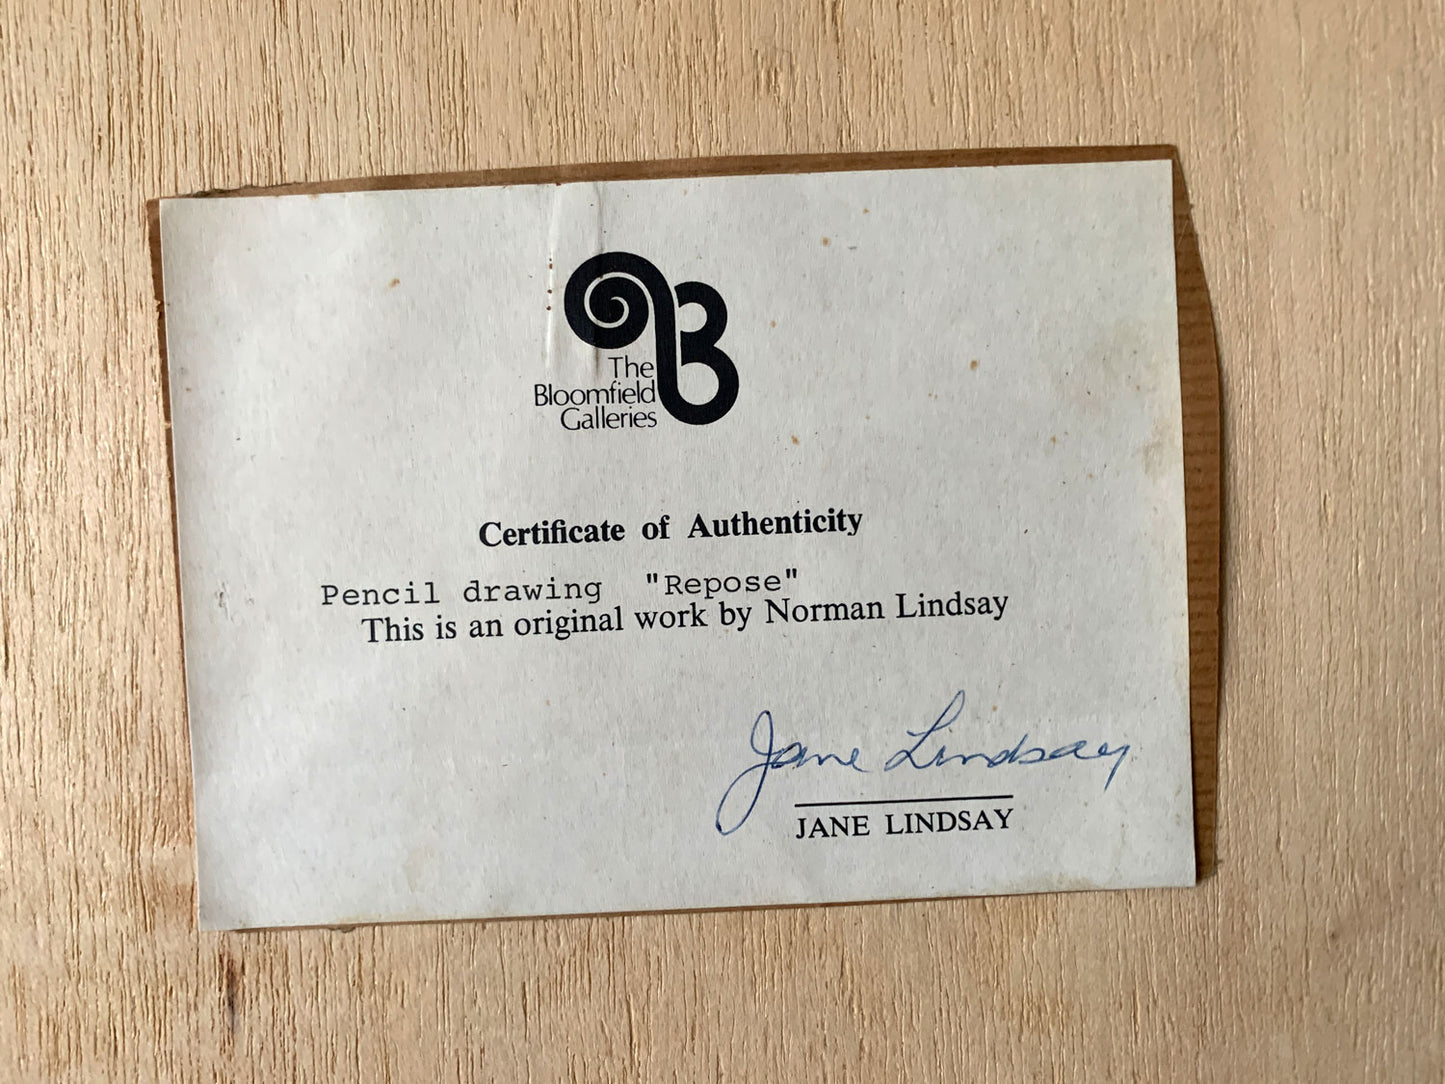 The
Bloomfield
Galleries
Certificate of Authenticity
Pencil drawing "Repose"
This is an original work by Norman Lindsay
Jane Lindsay
JANE LINDSAY